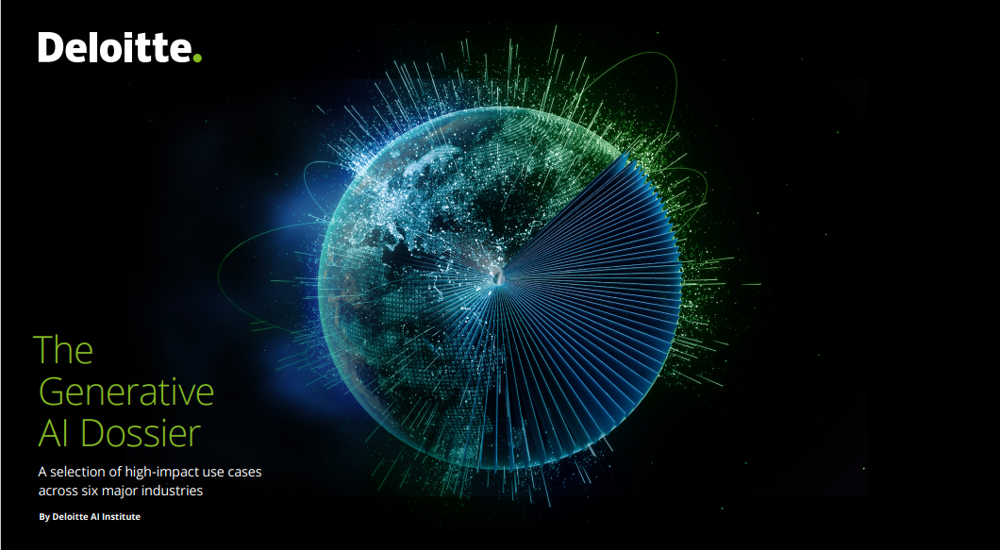 Deloitte.
The
Generative
AI Dossier
A selection of high-impact use cases
across six major industries
By Deloitte AI Institute